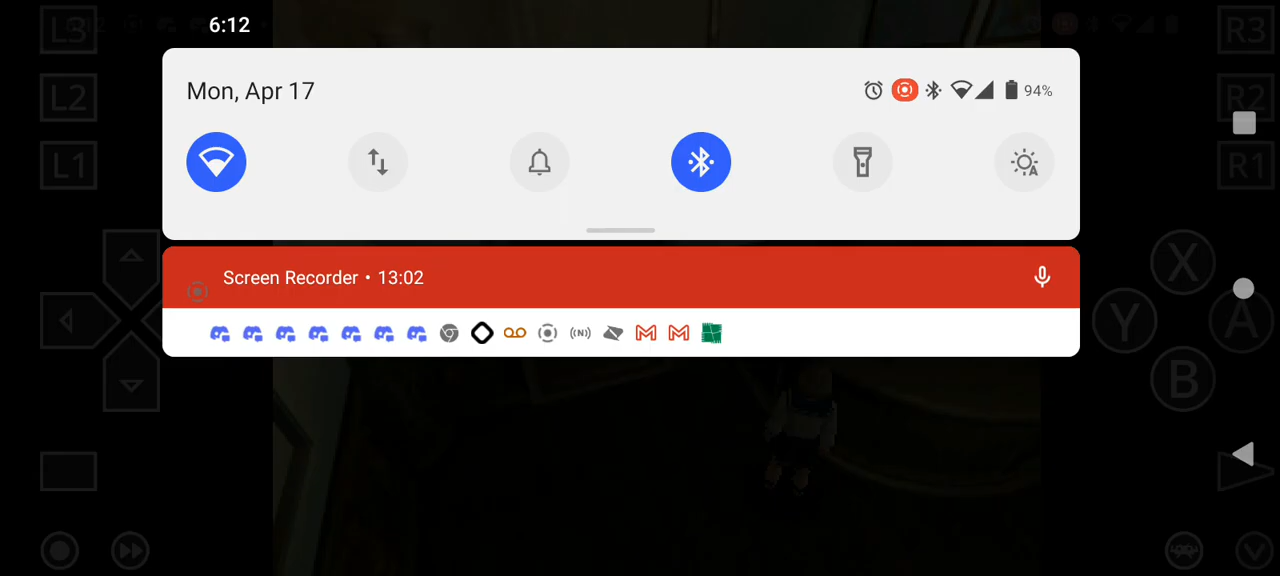 6:12
L3
R3
Mon, Apr 17
94%
L2
R2
L1
R1
Screen Recorder • 13:02
(N)
X
Y
A
B